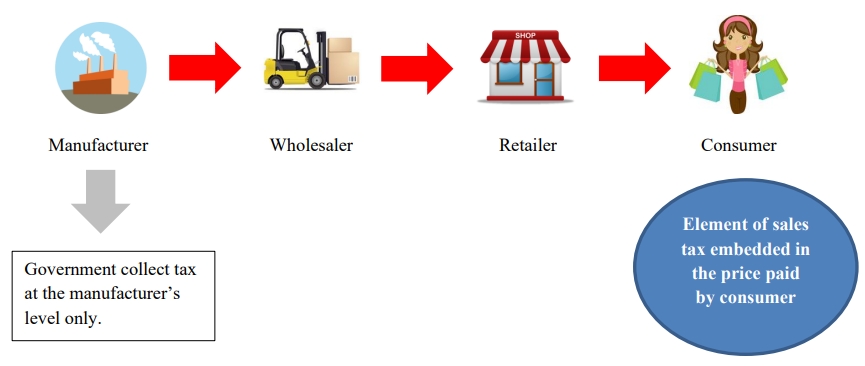 SHOP
Manufacturer
Wholesaler
Retailer
Consumer
Government collect tax
at the manufacturer's
level only.
Element of sales
tax embedded in
the price paid
by consumer